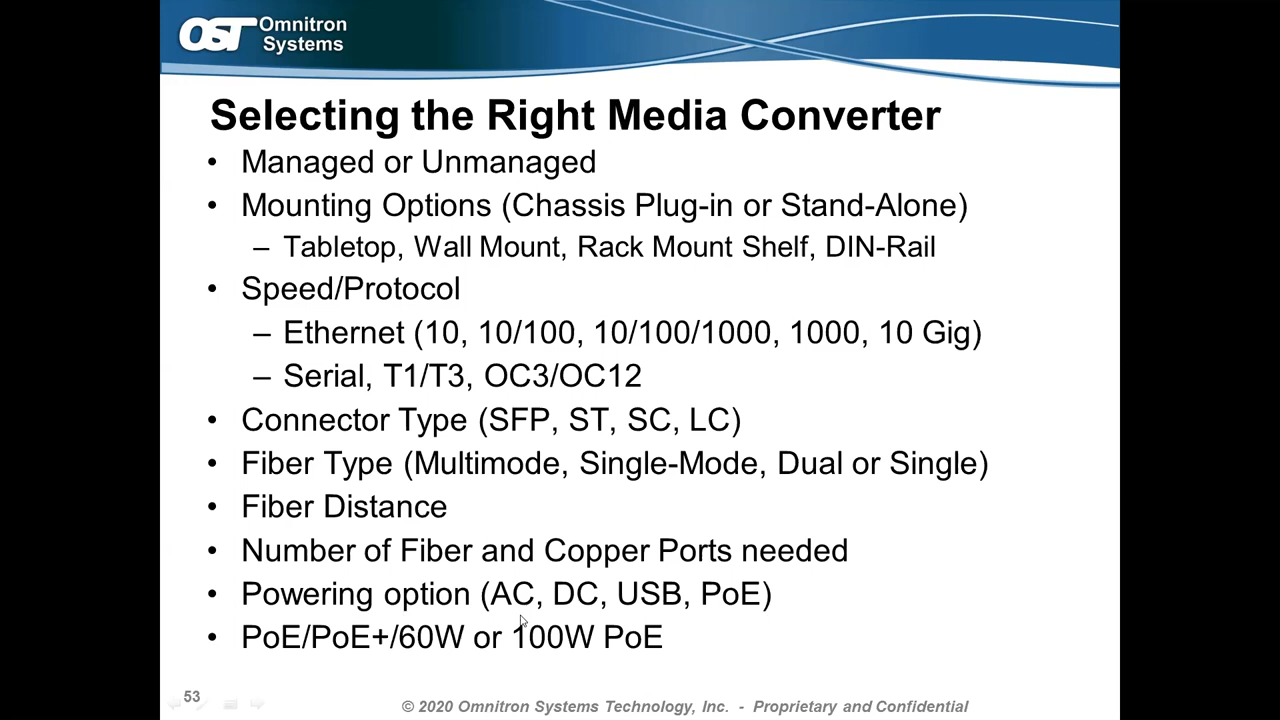 OST Omnitron
Systems
Selecting the Right Media Converter
• Managed or Unmanaged
• Mounting Options (Chassis Plug-in or Stand-Alone)
– Tabletop, Wall Mount, Rack Mount Shelf, DIN-Rail
• Speed/Protocol
– Ethernet (10, 10/100, 10/100/1000, 1000, 10 Gig)
– Serial, T1/T3, OC3/OC12
• Connector Type (SFP, ST, SC, LC)
• Fiber Type (Multimode, Single-Mode, Dual or Single)
• Fiber Distance
• Number of Fiber and Copper Ports needed
• Powering option (AC, DC, USB, PoE)
• PoE/PoE+/60W or 100W PoE
53
© 2020 Omnitron Systems Technology, Inc. - Proprietary and Confidential